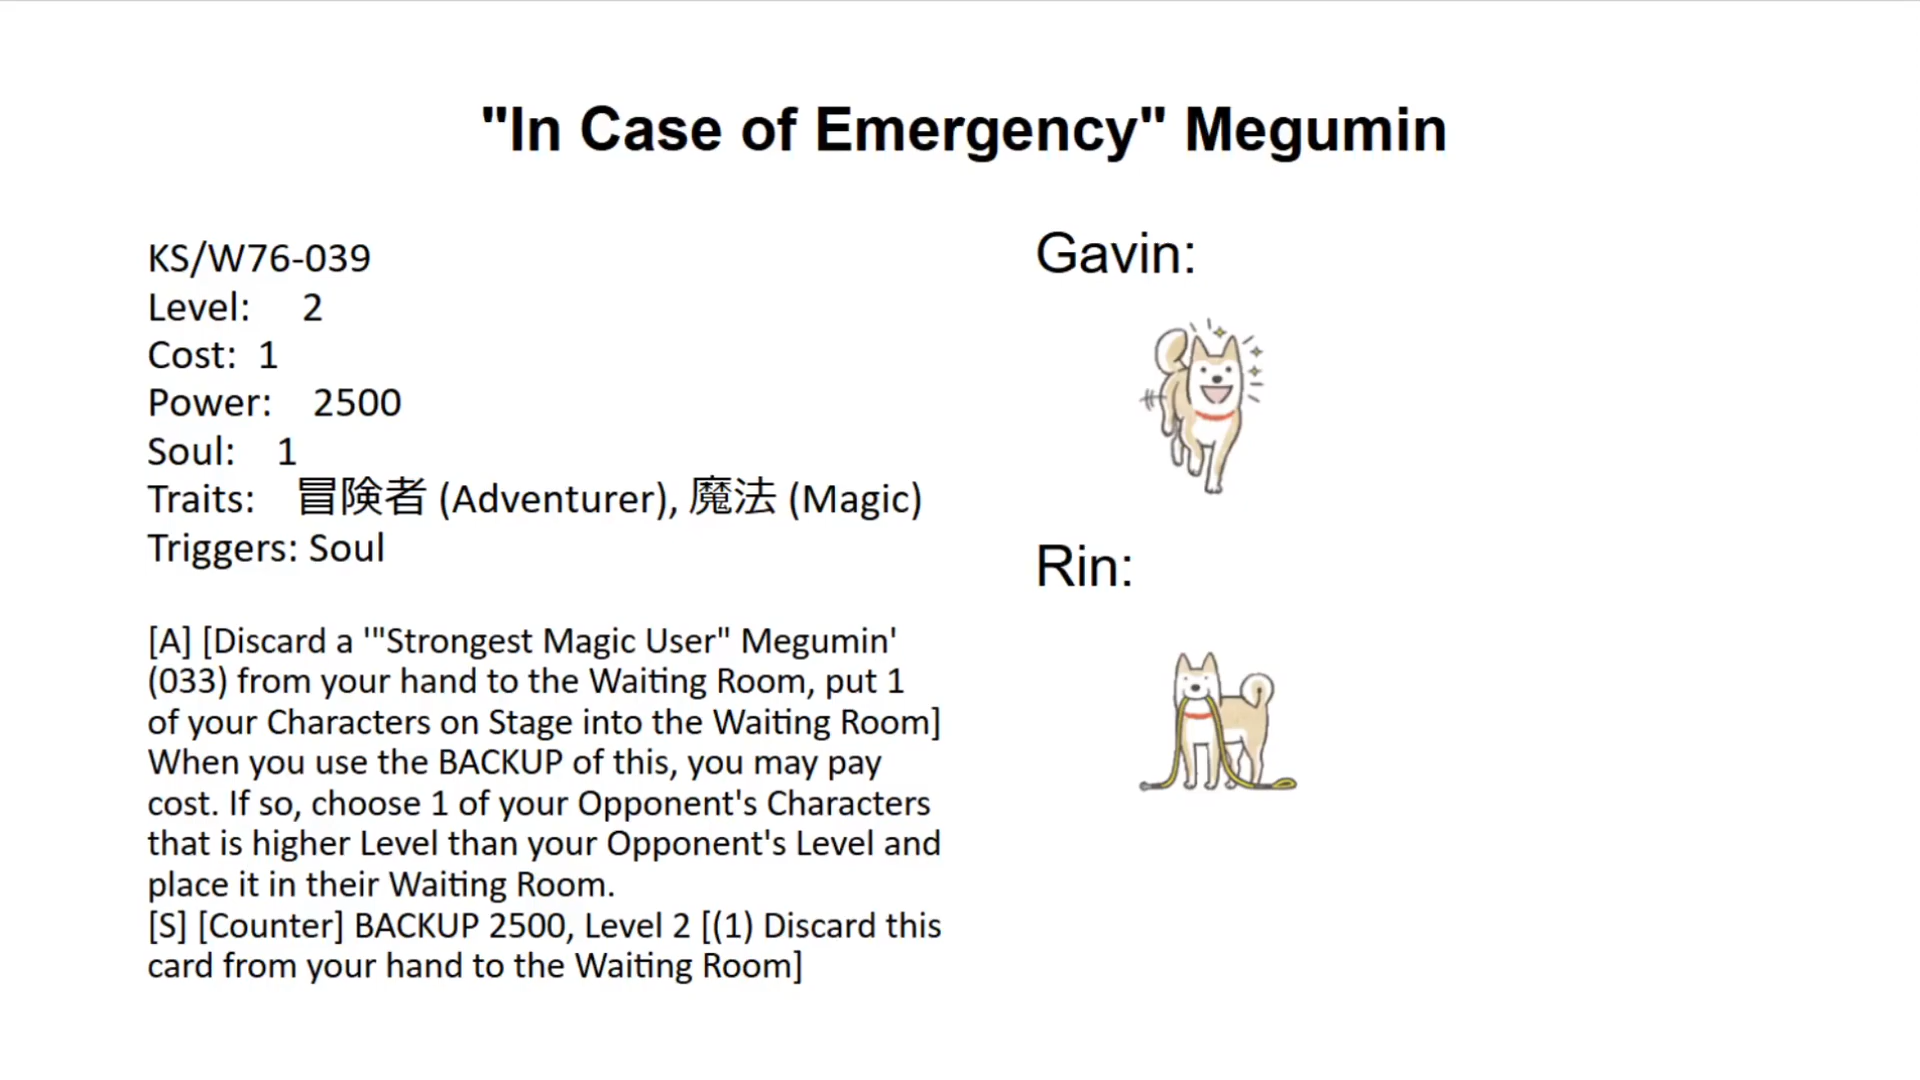 "In Case of Emergency" Megumin
KS/W76-039
Level: 2
Cost: 1
Power: 2500
Soul: 1
Traits: 冒険者 (Adventurer), 魔法 (Magic)
Triggers: Soul
[A] [Discard a '"Strongest Magic User" Megumin'
(033) from your hand to the Waiting Room, put 1
of your Characters on Stage into the Waiting Room]
When you use the BACKUP of this, you may pay
cost. If so, choose 1 of your Opponent's Characters
that is higher Level than your Opponent's Level and
place it in their Waiting Room.
[S] [Counter] BACKUP 2500, Level 2 [(1) Discard this
card from your hand to the Waiting Room]
Gavin:
Rin: